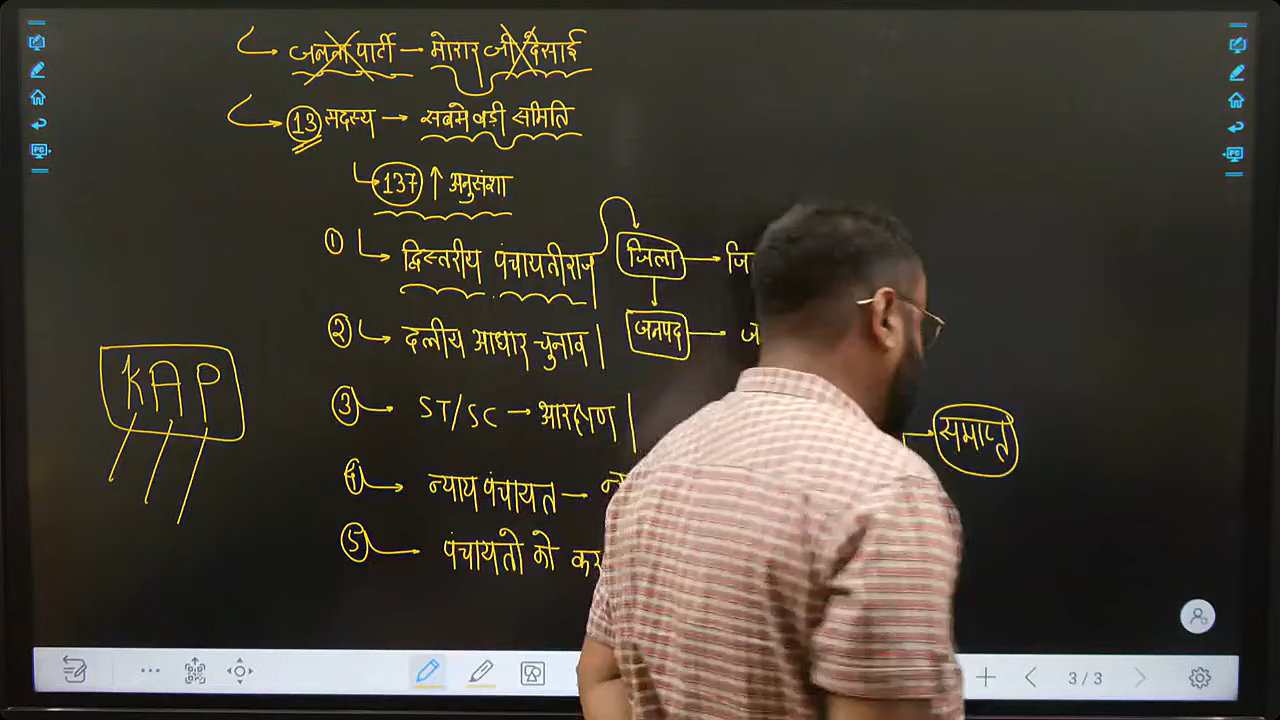 जनता पार्टी — मोरार जी देसाई
13 सदस्य → सबसे बड़ी समिति
137 ↑ अनुसंशा
① द्विस्तरीय पंचायतीराज जिला → जि
जनपद →
② दलीय आधार चुनाव
③ ST/SC → आरक्षण
KAP
समाप्त
④ न्याय पंचायत —
⑤ पंचायतो को कर
3/3